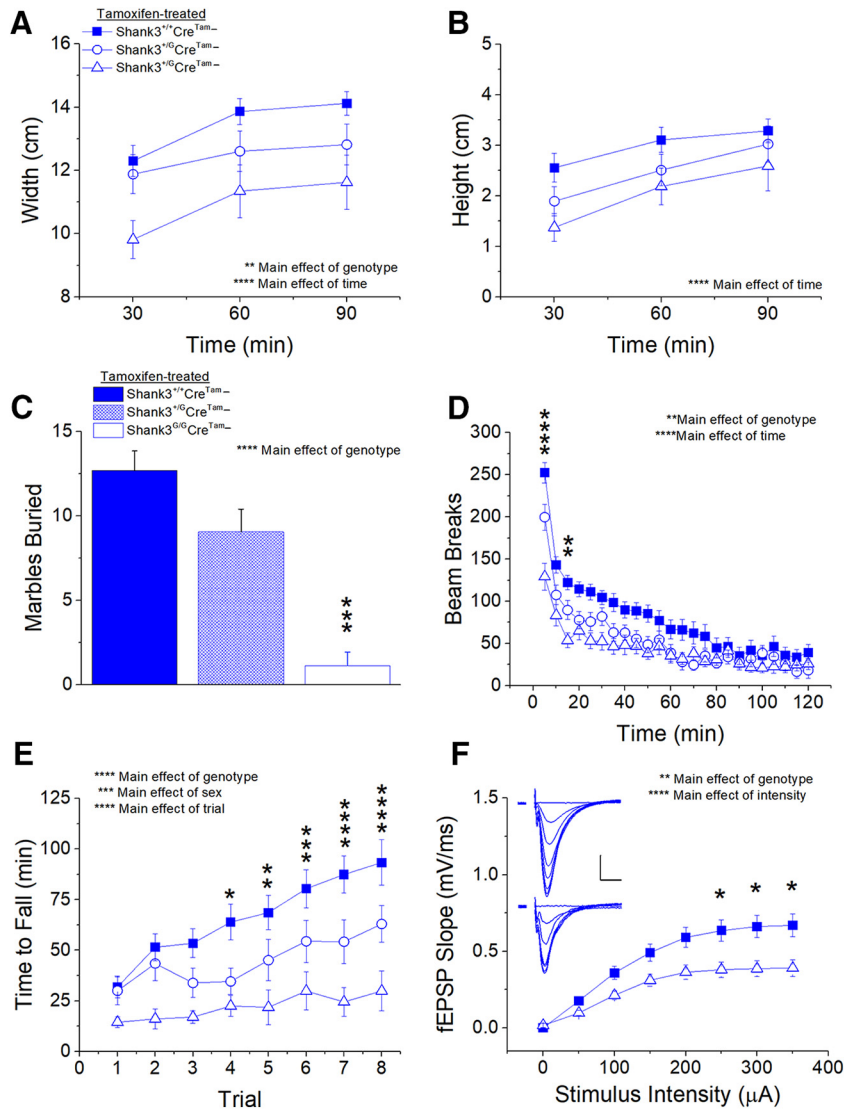 A
Tamoxifen-treated
Shank3+/+CreTam−
Shank3+/GCreTam−
Shank3+/GCreTam−
16
14
12
10
8
Width (cm)
30 60 90
Time (min)
** Main effect of genotype
**** Main effect of time
B
5
4
3
2
1
0
Height (cm)
30 60 90
Time (min)
**** Main effect of time
C
Tamoxifen-treated
Shank3+/+CreTam−
Shank3+/GCreTam−
Shank3G/GCreTam−
**** Main effect of genotype
15
10
5
0
Marbles Buried
***
D
**Main effect of genotype
****Main effect of time
****
**
300
250
200
150
100
50
0
Beam Breaks
0 20 40 60 80 100 120
Time (min)
E
**** Main effect of genotype
*** Main effect of sex
**** Main effect of trial
125
100
75
50
25
0
Time to Fall (min)
* ** *** **** ****
1 2 3 4 5 6 7 8
Trial
F
** Main effect of genotype
**** Main effect of intensity
1.5
1.0
0.5
0.0
fEPSP Slope (mV/ms)
* * *
0 100 200 300 400
Stimulus Intensity (μA)